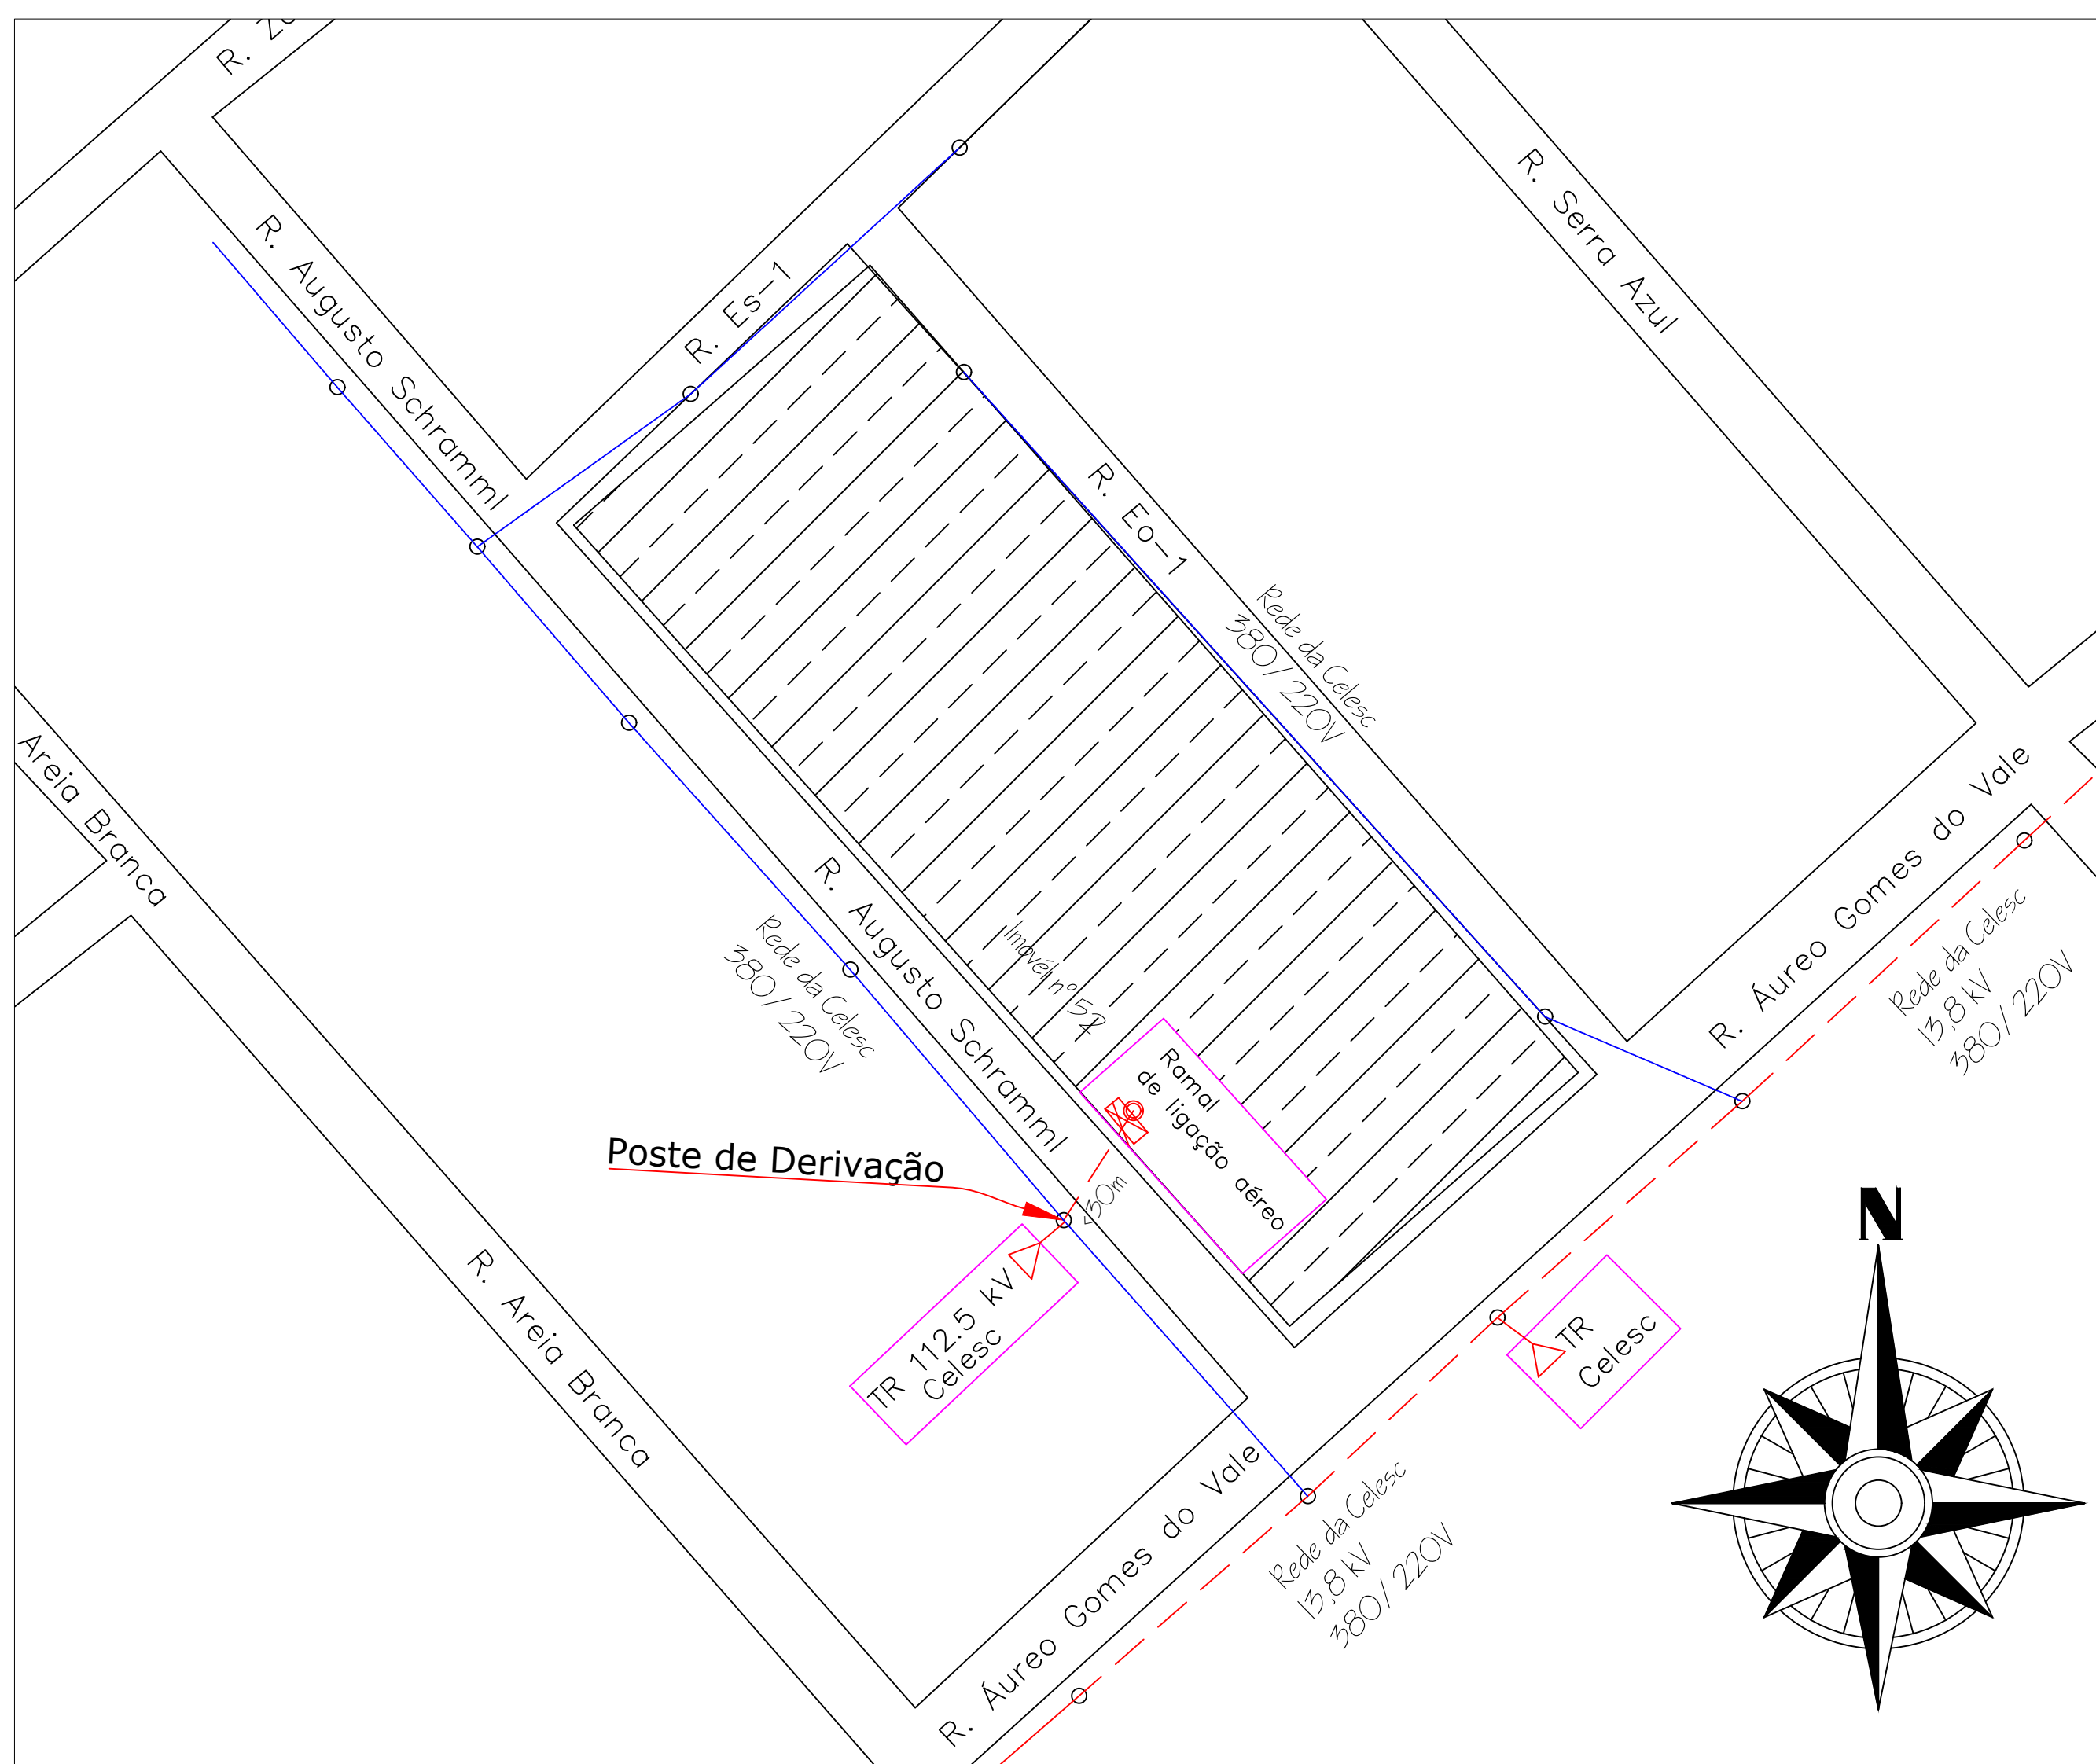 R.
R. Augusto Schramml
R. Es-1
R. Serra Azul
R. Eo-1
Rede da Celesc
380/220V
Areia Branca
R. Áureo Gomes do Vale
Rede da Celesc
13,8 kV
380/220V
R. Augusto Schramml
Rede da Celesc
380/220V
Imóvel nº 524
Ramal
de ligação aéreo
Poste de Derivação
<30m
TR 112.5 kV
Celesc
TR
Celesc
N
R. Areia Branca
R. Áureo Gomes do Vale
Rede da Celesc
13,8 kV
380/220V